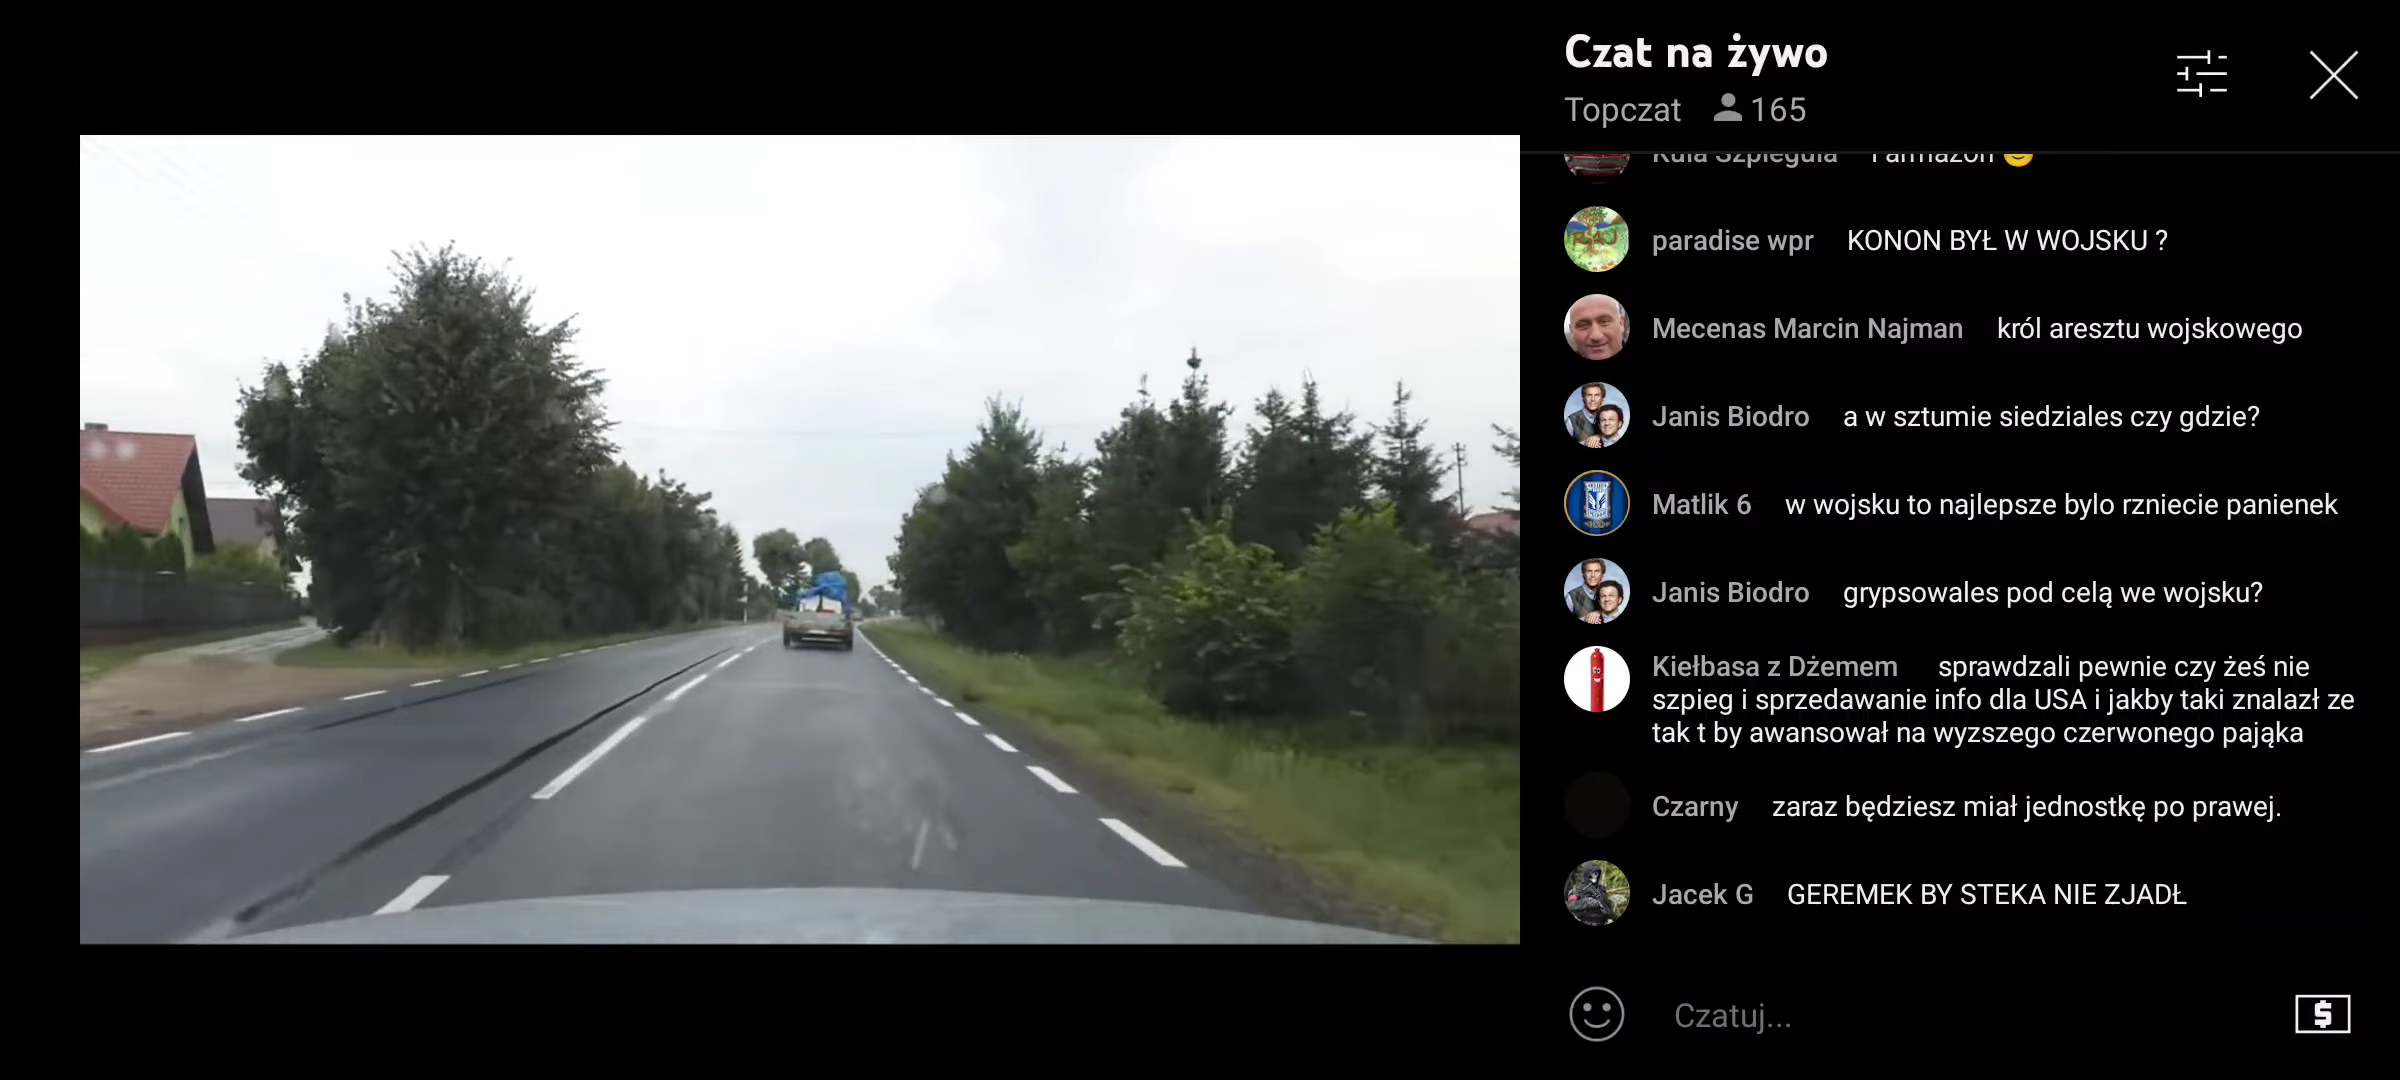 Czat na żywo
Topczat 165
Kula Szpiegula
paradise wpr KONON BYŁ W WOJSKU ?
Mecenas Marcin Najman król aresztu wojskowego
Janis Biodro a w sztumie siedziales czy gdzie?
Matlik 6 w wojsku to najlepsze bylo rzniecie panienek
Janis Biodro grypsowales pod celą we wojsku?
Kiełbasa z Dżemem sprawdzali pewnie czy żeś nie
szpieg i sprzedawanie info dla USA i jakby taki znalazł ze
tak t by awansował na wyzszego czerwonego pająka
Czarny zaraz będziesz miał jednostkę po prawej.
Jacek G GEREMEK BY STEKA NIE ZJADŁ
Czatuj...